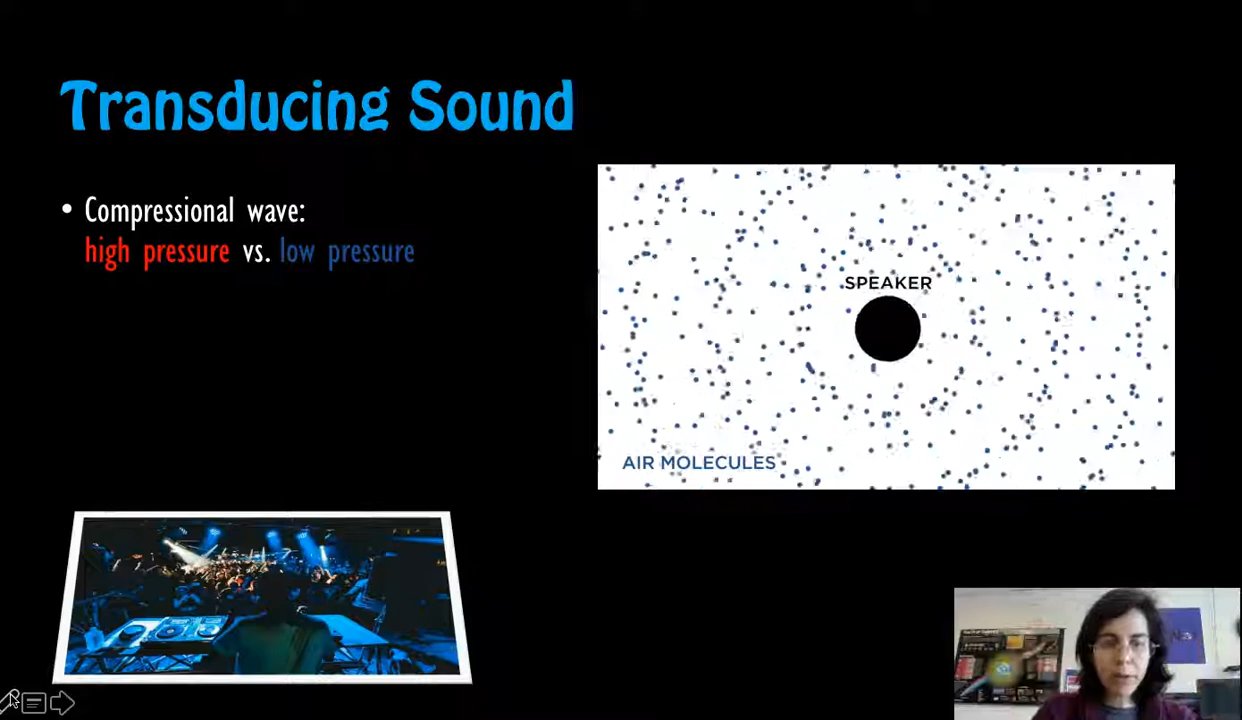 Transducing Sound
• Compressional wave:
high pressure vs. low pressure
SPEAKER
AIR MOLECULES